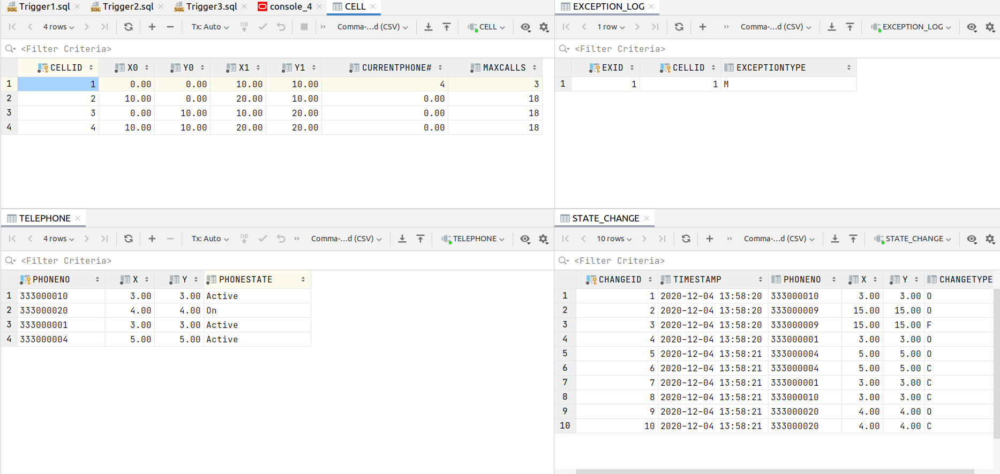 Trigger1.sql Trigger2.sql Trigger3.sql console_4 CELL
4 rows Tx: Auto DB Comma-...d (CSV) CELL
<Filter Criteria>
CELLID X0 Y0 X1 Y1 CURRENTPHONE# MAXCALLS
1 1 0.00 0.00 10.00 10.00 4 3
2 2 10.00 0.00 20.00 10.00 0.00 18
3 3 0.00 10.00 10.00 20.00 0.00 18
4 4 10.00 10.00 20.00 20.00 0.00 18
EXCEPTION_LOG
1 row Comma-...d (CSV) EXCEPTION_LOG
<Filter Criteria>
EXID CELLID EXCEPTIONTYPE
1 1 1 M
TELEPHONE
4 rows Tx: Auto DB Comma-...d (CSV) TELEPHONE
<Filter Criteria>
PHONENO X Y PHONESTATE
1 333000010 3.00 3.00 Active
2 333000020 4.00 4.00 On
3 333000001 3.00 3.00 Active
4 333000004 5.00 5.00 Active
STATE_CHANGE
10 rows Comma-...d (CSV) STATE_CHANGE
<Filter Criteria>
CHANGEID TIMESTAMP PHONENO X Y CHANGETYPE
1 1 2020-12-04 13:58:20 333000010 3.00 3.00 O
2 2 2020-12-04 13:58:20 333000009 15.00 15.00 O
3 3 2020-12-04 13:58:20 333000009 15.00 15.00 F
4 4 2020-12-04 13:58:20 333000001 3.00 3.00 O
5 5 2020-12-04 13:58:21 333000004 5.00 5.00 O
6 6 2020-12-04 13:58:21 333000004 5.00 5.00 C
7 7 2020-12-04 13:58:21 333000001 3.00 3.00 C
8 8 2020-12-04 13:58:21 333000010 3.00 3.00 C
9 9 2020-12-04 13:58:21 333000020 4.00 4.00 O
10 10 2020-12-04 13:58:21 333000020 4.00 4.00 C